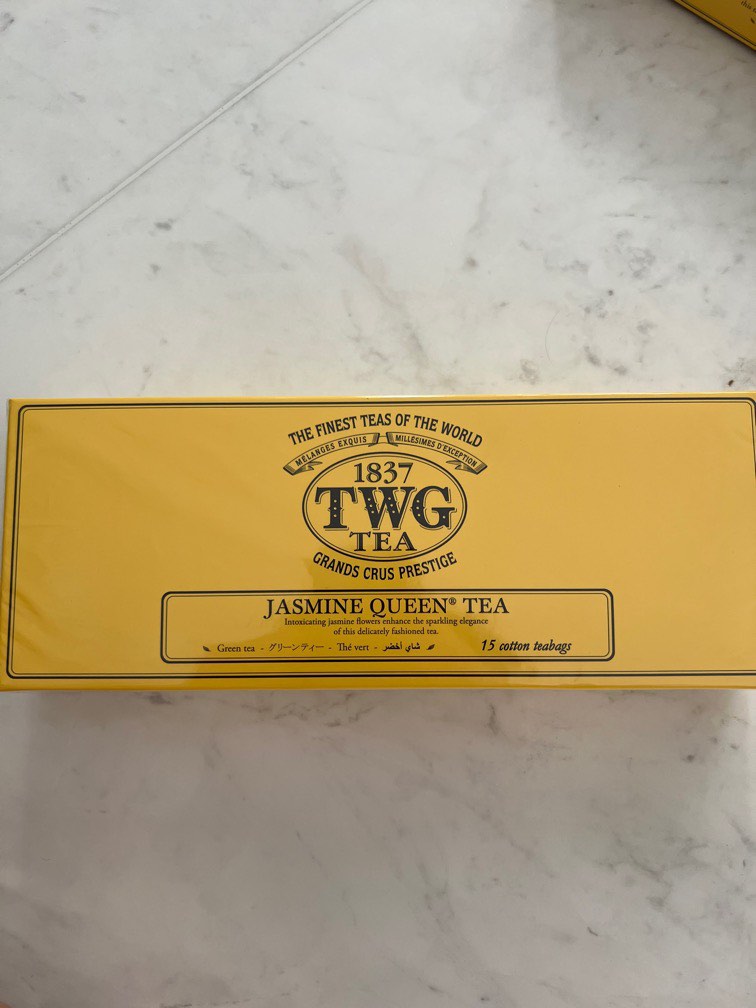 THE FINEST TEAS OF THE WORLD
MÉLANGES EXQUIS MILLÉSIMES D'EXCEPTION
1837
TWG
TEA
GRANDS CRUS PRESTIGE
JASMINE QUEEN® TEA
Intoxicating jasmine flowers enhance the sparkling elegance
of this delicately fashioned tea.
Green tea - グリーンティー - Thé vert - شاي أخضر 15 cotton teabags